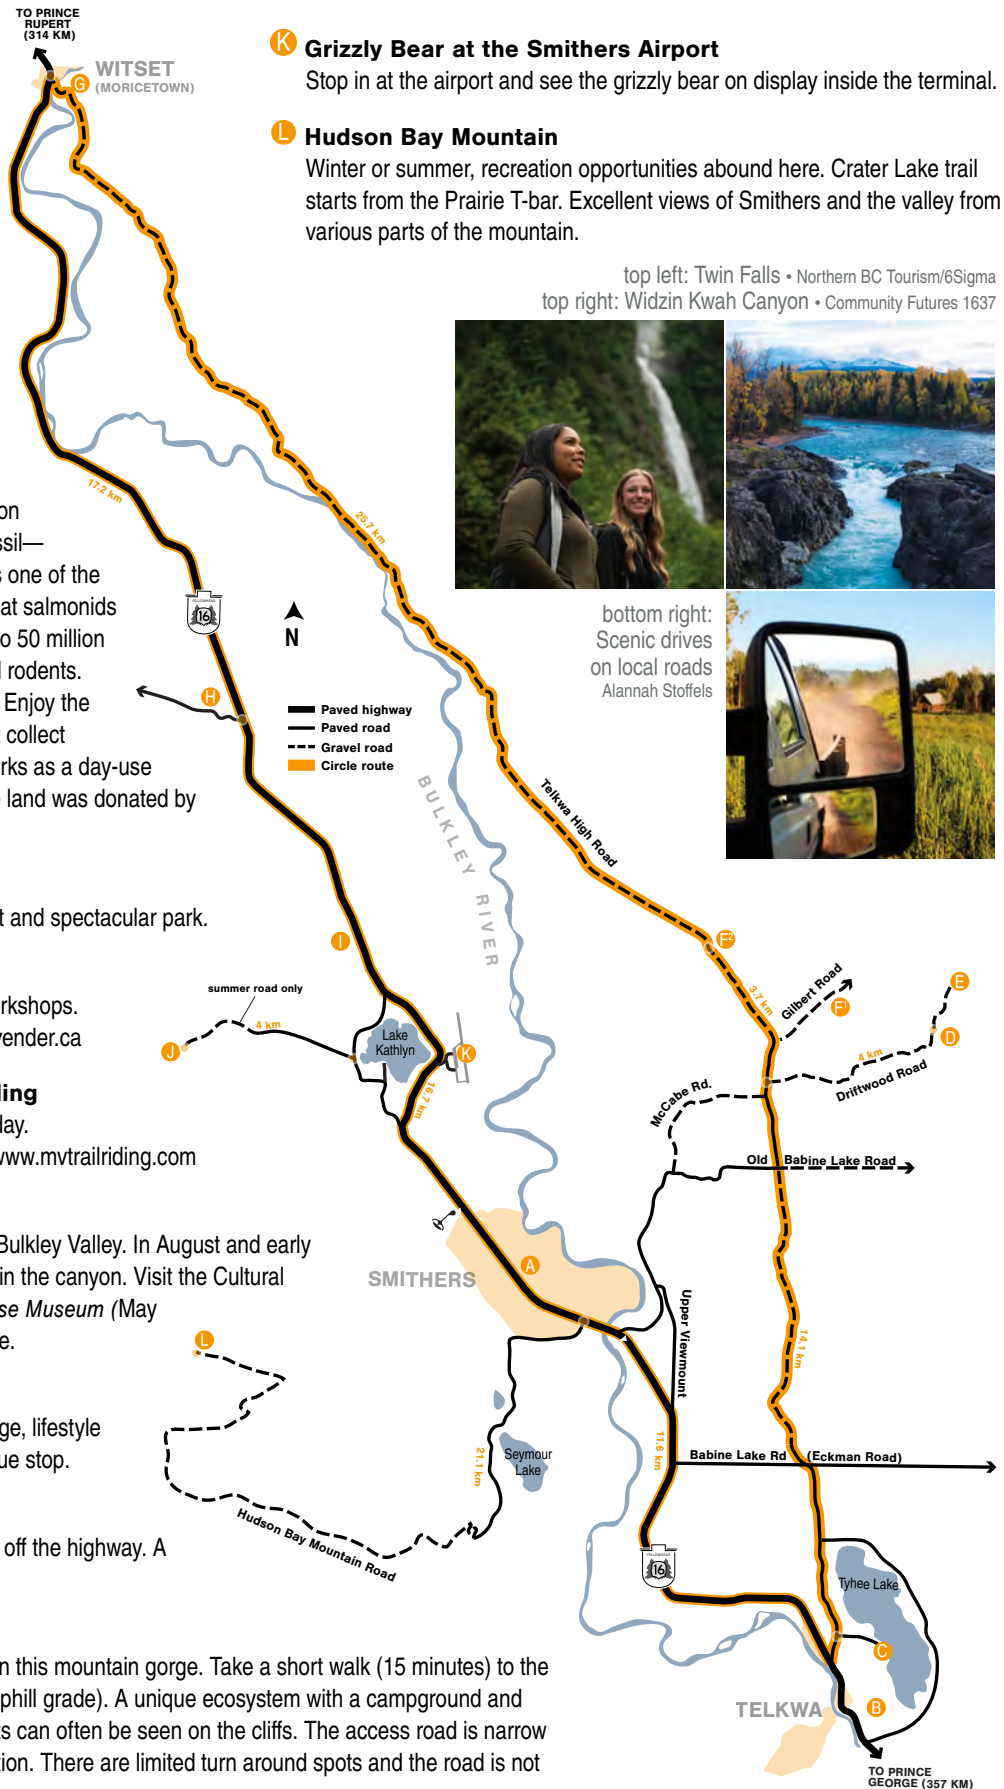 TO PRINCE
RUPERT
(314 KM)
WITSET
(MORICETOWN)
G
K Grizzly Bear at the Smithers Airport
Stop in at the airport and see the grizzly bear on display inside the terminal.
L Hudson Bay Mountain
Winter or summer, recreation opportunities abound here. Crater Lake trail
starts from the Prairie T-bar. Excellent views of Smithers and the valley from
various parts of the mountain.
top left: Twin Falls • Northern BC Tourism/6Sigma
top right: Widzin Kwah Canyon • Community Futures 1637
bottom right:
Scenic drives
on local roads
Alannah Stoffels
17.2 km
25.7 km
on
ssil—
s one of the
at salmonids
o 50 million
l rodents.
Enjoy the
t collect
rks as a day-use
e land was donated by
t and spectacular park.
rkshops.
vender.ca
ding
day.
www.mvtrailriding.com
Bulkley Valley. In August and early
in the canyon. Visit the Cultural
se Museum (May
e.
ge, lifestyle
ue stop.
off the highway. A
n this mountain gorge. Take a short walk (15 minutes) to the
phill grade). A unique ecosystem with a campground and
ts can often be seen on the cliffs. The access road is narrow
tion. There are limited turn around spots and the road is not
YELLOWHEAD
16
N
H
Paved highway
Paved road
Gravel road
Circle route
BULKLEY RIVER
Telkwa High Road
I
F²
3.7 km
Gilbert Road
F¹
E
D
4 km
Driftwood Road
summer road only
4 km
J
Lake
Kathlyn
K
16.7 km
McCabe Rd.
Old Babine Lake Road
SMITHERS
A
Upper Viewmount
14.1 km
L
21.1 km
Seymour
Lake
11.6 km
Babine Lake Rd (Eckman Road)
Hudson Bay Mountain Road
YELLOWHEAD
16
Tyhee Lake
C
B
TELKWA
TO PRINCE
GEORGE (357 KM)